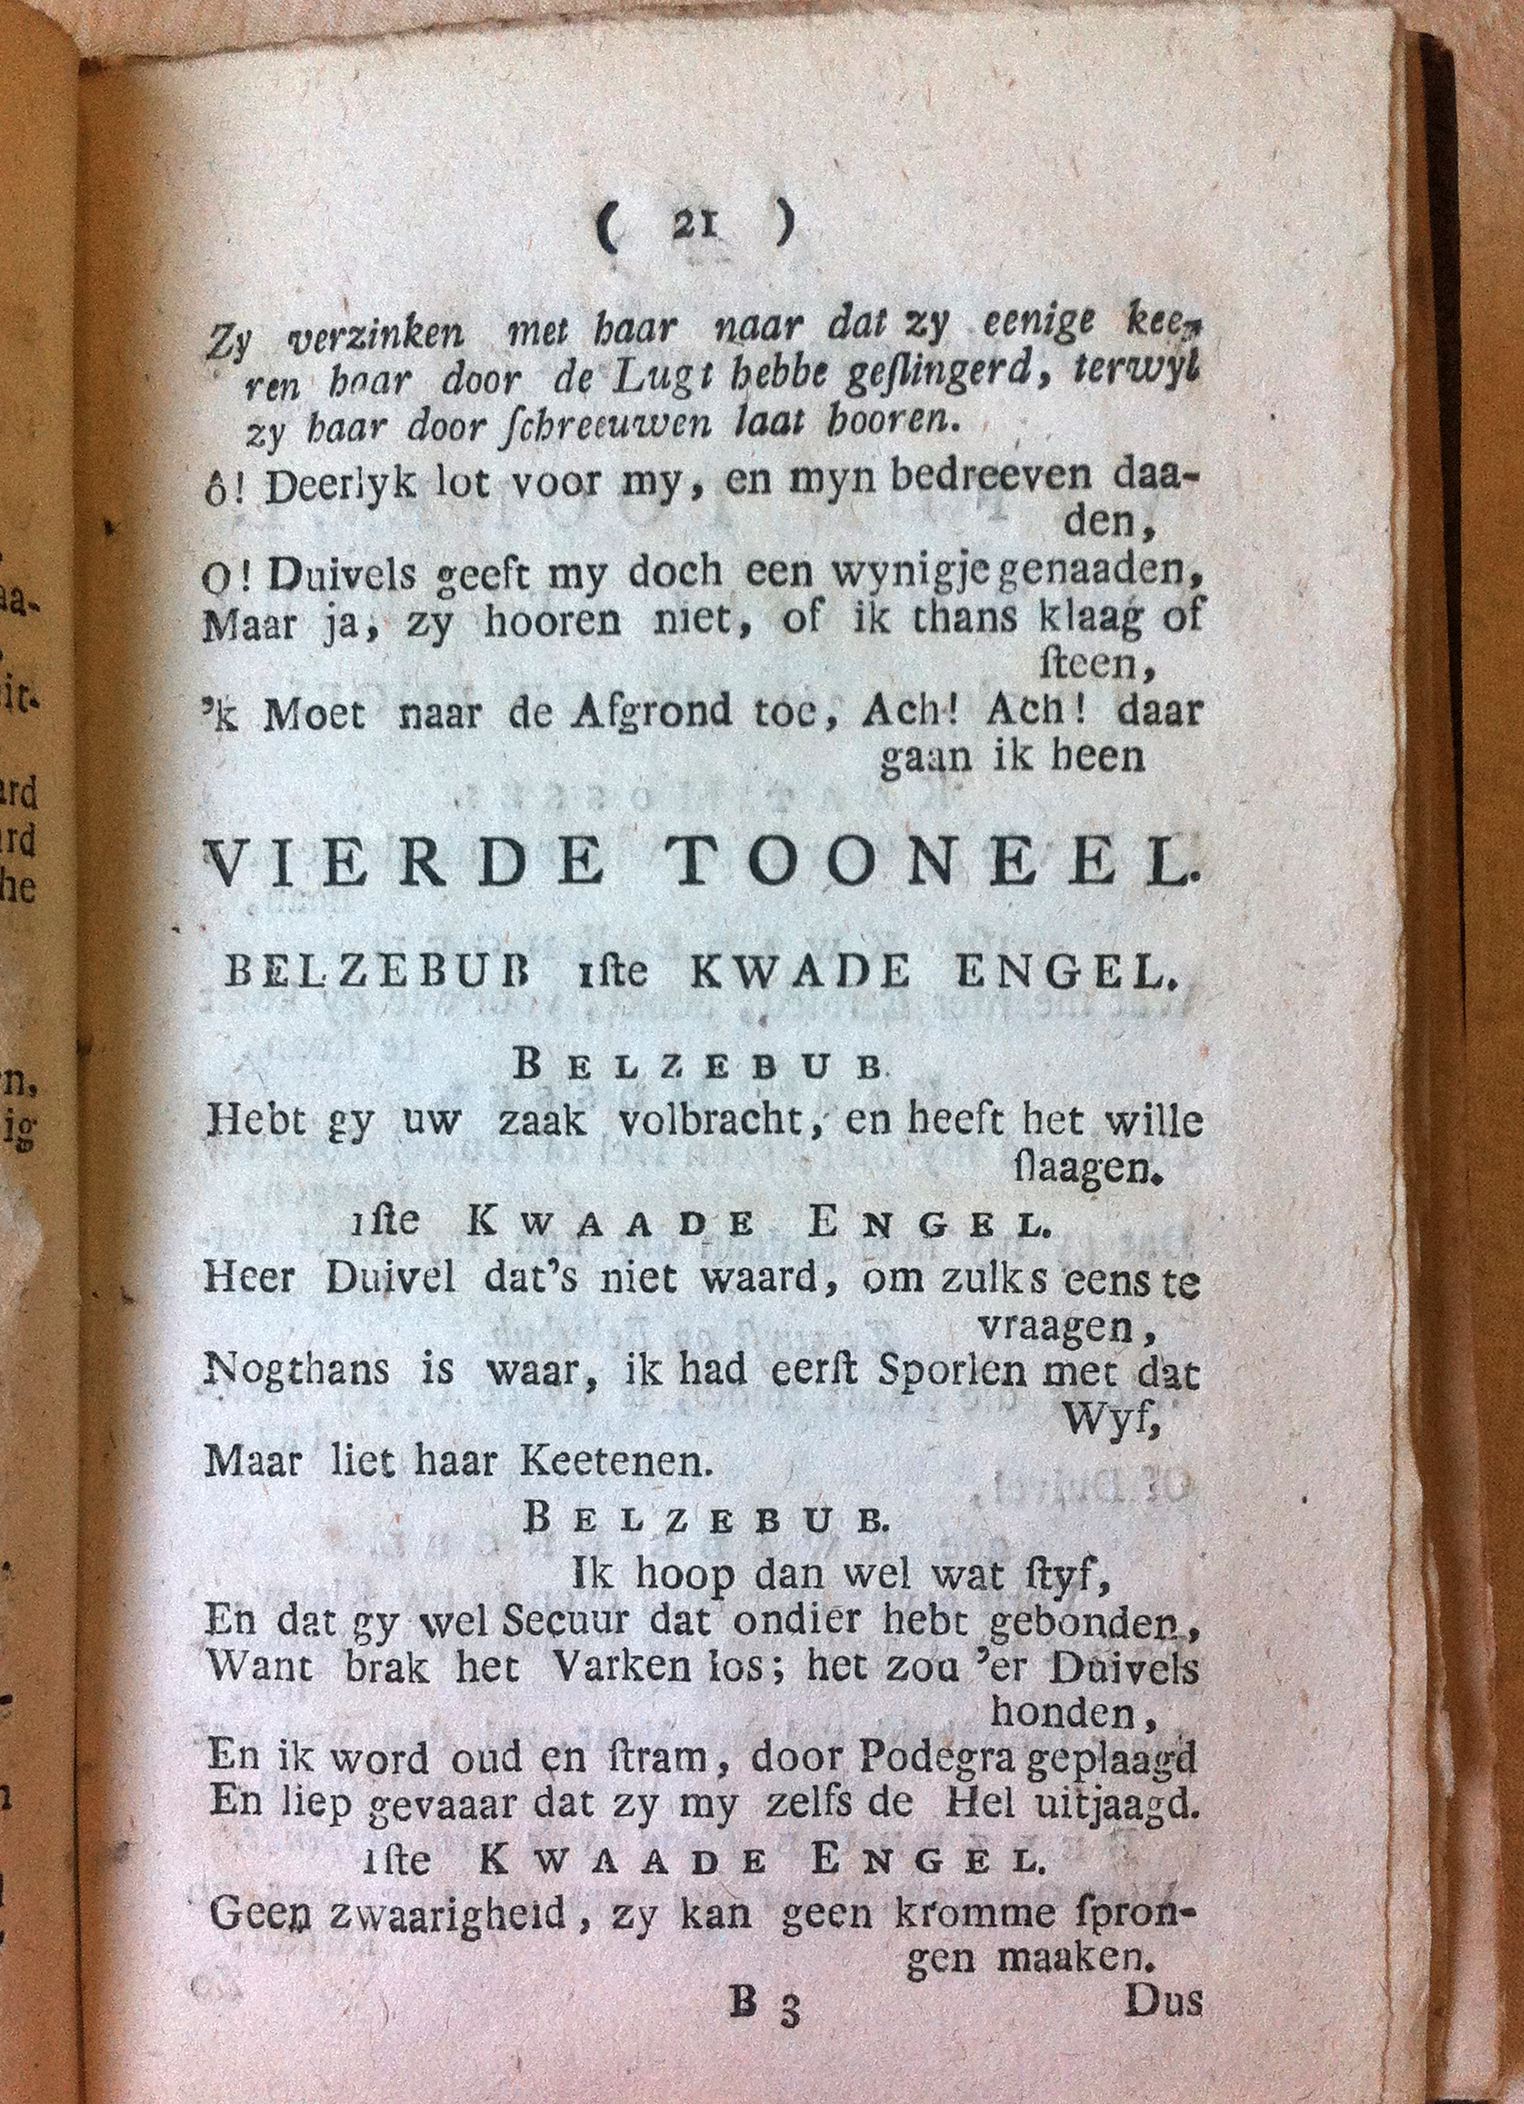 ( 21 )
Zy verzinken met haar naar dat zy eenige kee-
ren haar door de Lugt hebbe geſlingerd, terwyl
zy haar door ſchreeuwen laat hooren.
ô! Deerlyk lot voor my, en myn bedreeven daa-
den,
O! Duivels geeft my doch een wynigje genaaden,
Maar ja, zy hooren niet, of ik thans klaag of
ſteen,
'k Moet naar de Afgrond toe, Ach! Ach! daar
gaan ik heen
VIERDE TOONEEL.
BELZEBUB 1ſte KWADE ENGEL.
BELZEBUB.
Hebt gy uw zaak volbracht, en heeft het wille
ſlaagen.
1ſte KWAADE ENGEL.
Heer Duivel dat's niet waard, om zulks eens te
vraagen,
Nogthans is waar, ik had eerſt Sporlen met dat
Wyf,
Maar liet haar Keetenen.
BELZEBUB.
Ik hoop dan wel wat ſtyf,
En dat gy wel Secuur dat ondier hebt gebonden,
Want brak het Varken los; het zou 'er Duivels
honden,
En ik word oud en ſtram, door Podegra geplaagd
En liep gevaaar dat zy my zelfs de Hel uitjaagd.
1ſte KWAADE ENGEL.
Geen zwaarigheid, zy kan geen kromme ſpron-
gen maaken.
B 3 Dus